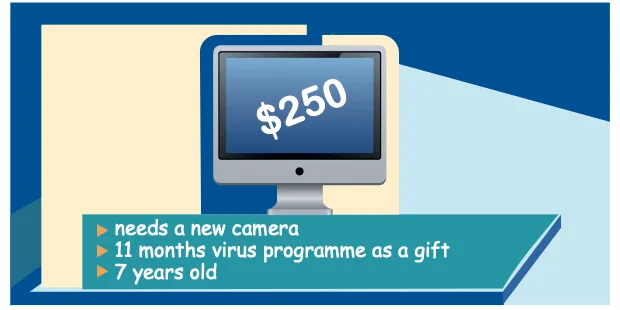 $250
needs a new camera
11 months virus programme as a gift
7 years old